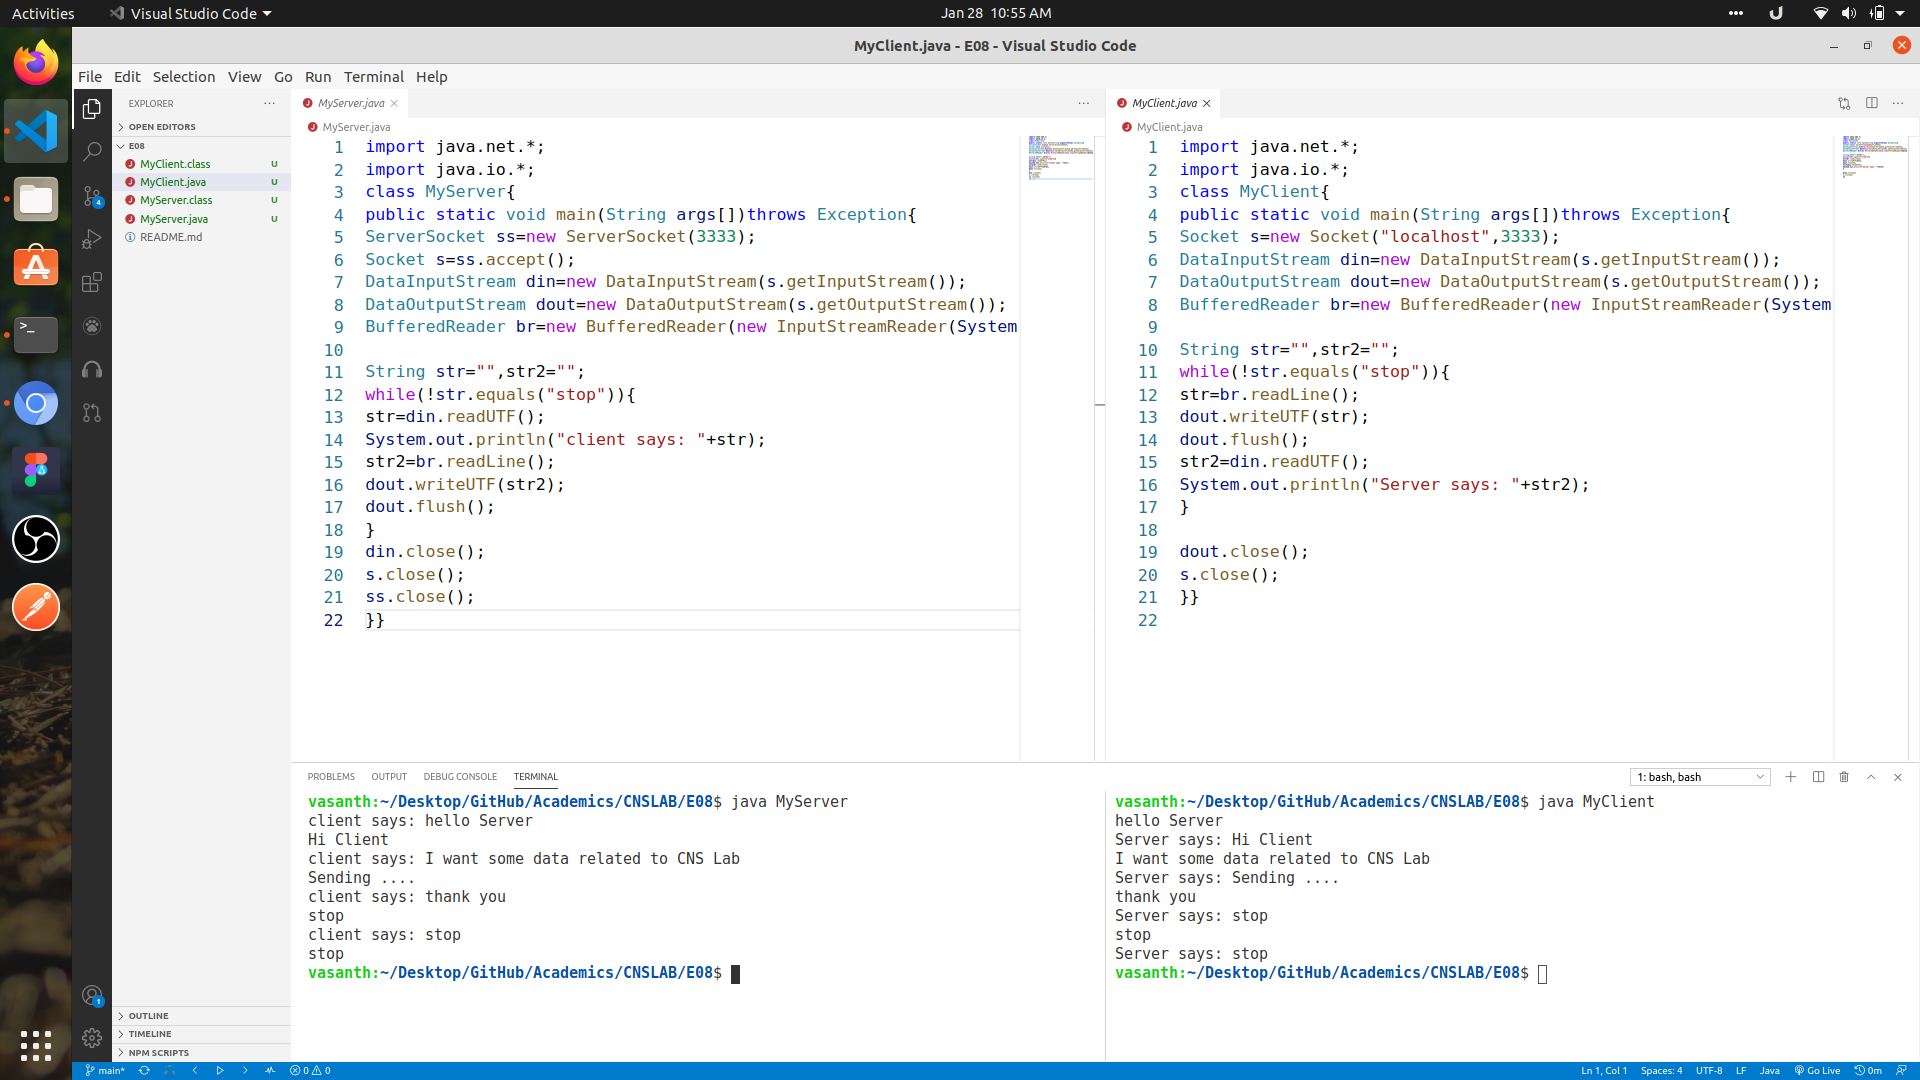 Activities
Visual Studio Code
Jan 28 10:55 AM
MyClient.java - E08 - Visual Studio Code
File Edit Selection View Go Run Terminal Help
EXPLORER
OPEN EDITORS
E08
MyClient.class U
MyClient.java U
MyServer.class U
MyServer.java U
README.md
4
1
OUTLINE
TIMELINE
NPM SCRIPTS
MyServer.java
MyServer.java
1 import java.net.*;
2 import java.io.*;
3 class MyServer{
4 public static void main(String args[])throws Exception{
5 ServerSocket ss=new ServerSocket(3333);
6 Socket s=ss.accept();
7 DataInputStream din=new DataInputStream(s.getInputStream());
8 DataOutputStream dout=new DataOutputStream(s.getOutputStream());
9 BufferedReader br=new BufferedReader(new InputStreamReader(System
10
11 String str="",str2="";
12 while(!str.equals("stop")){
13 str=din.readUTF();
14 System.out.println("client says: "+str);
15 str2=br.readLine();
16 dout.writeUTF(str2);
17 dout.flush();
18 }
19 din.close();
20 s.close();
21 ss.close();
22 }}
MyClient.java
MyClient.java
1 import java.net.*;
2 import java.io.*;
3 class MyClient{
4 public static void main(String args[])throws Exception{
5 Socket s=new Socket("localhost",3333);
6 DataInputStream din=new DataInputStream(s.getInputStream());
7 DataOutputStream dout=new DataOutputStream(s.getOutputStream());
8 BufferedReader br=new BufferedReader(new InputStreamReader(System
9
10 String str="",str2="";
11 while(!str.equals("stop")){
12 str=br.readLine();
13 dout.writeUTF(str);
14 dout.flush();
15 str2=din.readUTF();
16 System.out.println("Server says: "+str2);
17 }
18
19 dout.close();
20 s.close();
21 }}
22
PROBLEMS OUTPUT DEBUG CONSOLE TERMINAL
1: bash, bash
vasanth:~/Desktop/GitHub/Academics/CNSLAB/E08$ java MyServer
client says: hello Server
Hi Client
client says: I want some data related to CNS Lab
Sending ....
client says: thank you
stop
client says: stop
stop
vasanth:~/Desktop/GitHub/Academics/CNSLAB/E08$
vasanth:~/Desktop/GitHub/Academics/CNSLAB/E08$ java MyClient
hello Server
Server says: Hi Client
I want some data related to CNS Lab
Server says: Sending ....
thank you
Server says: stop
stop
Server says: stop
vasanth:~/Desktop/GitHub/Academics/CNSLAB/E08$
main* 0 0
Ln 1, Col 1 Spaces: 4 UTF-8 LF Java Go Live 0m